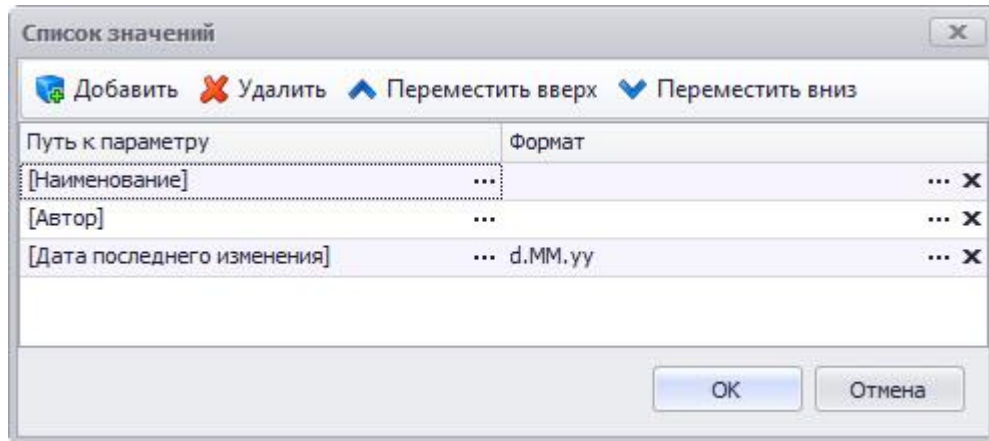 Список значений
Добавить Удалить Переместить вверх Переместить вниз
Путь к параметру Формат
[Наименование] ...
[Автор] ...
[Дата последнего изменения] ... d.MM.yy
OK Отмена